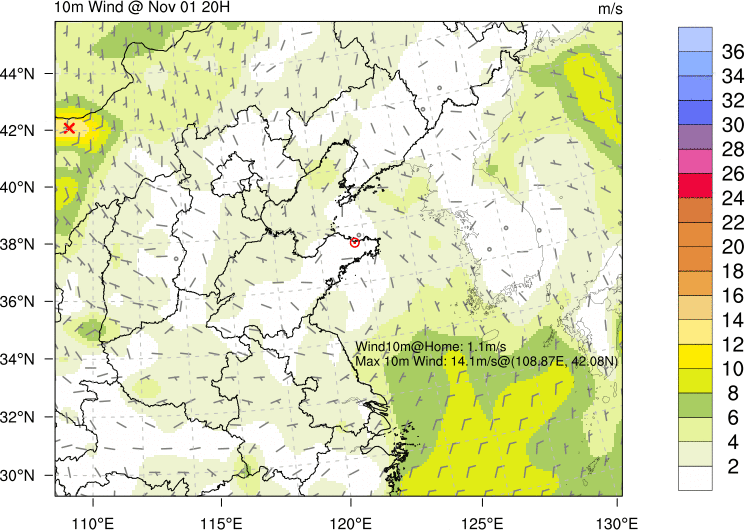 10m Wind @ Nov 01 20H
m/s
44°N
42°N
40°N
38°N
36°N
34°N
32°N
30°N
110°E
115°E
120°E
125°E
130°E
Wind10m@Home: 1.1m/s
Max 10m Wind: 14.1m/s@(108.87E, 42.08N)
36
34
32
30
28
26
24
22
20
18
16
14
12
10
8
6
4
2